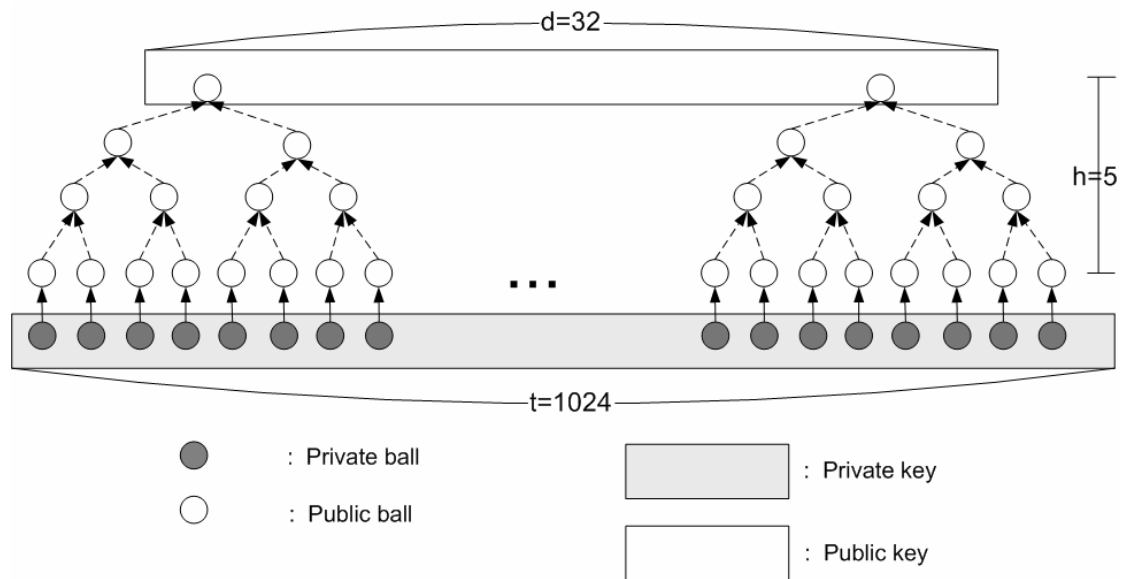 d=32
h=5
...
t=1024
: Private ball
: Private key
: Public ball
: Public key